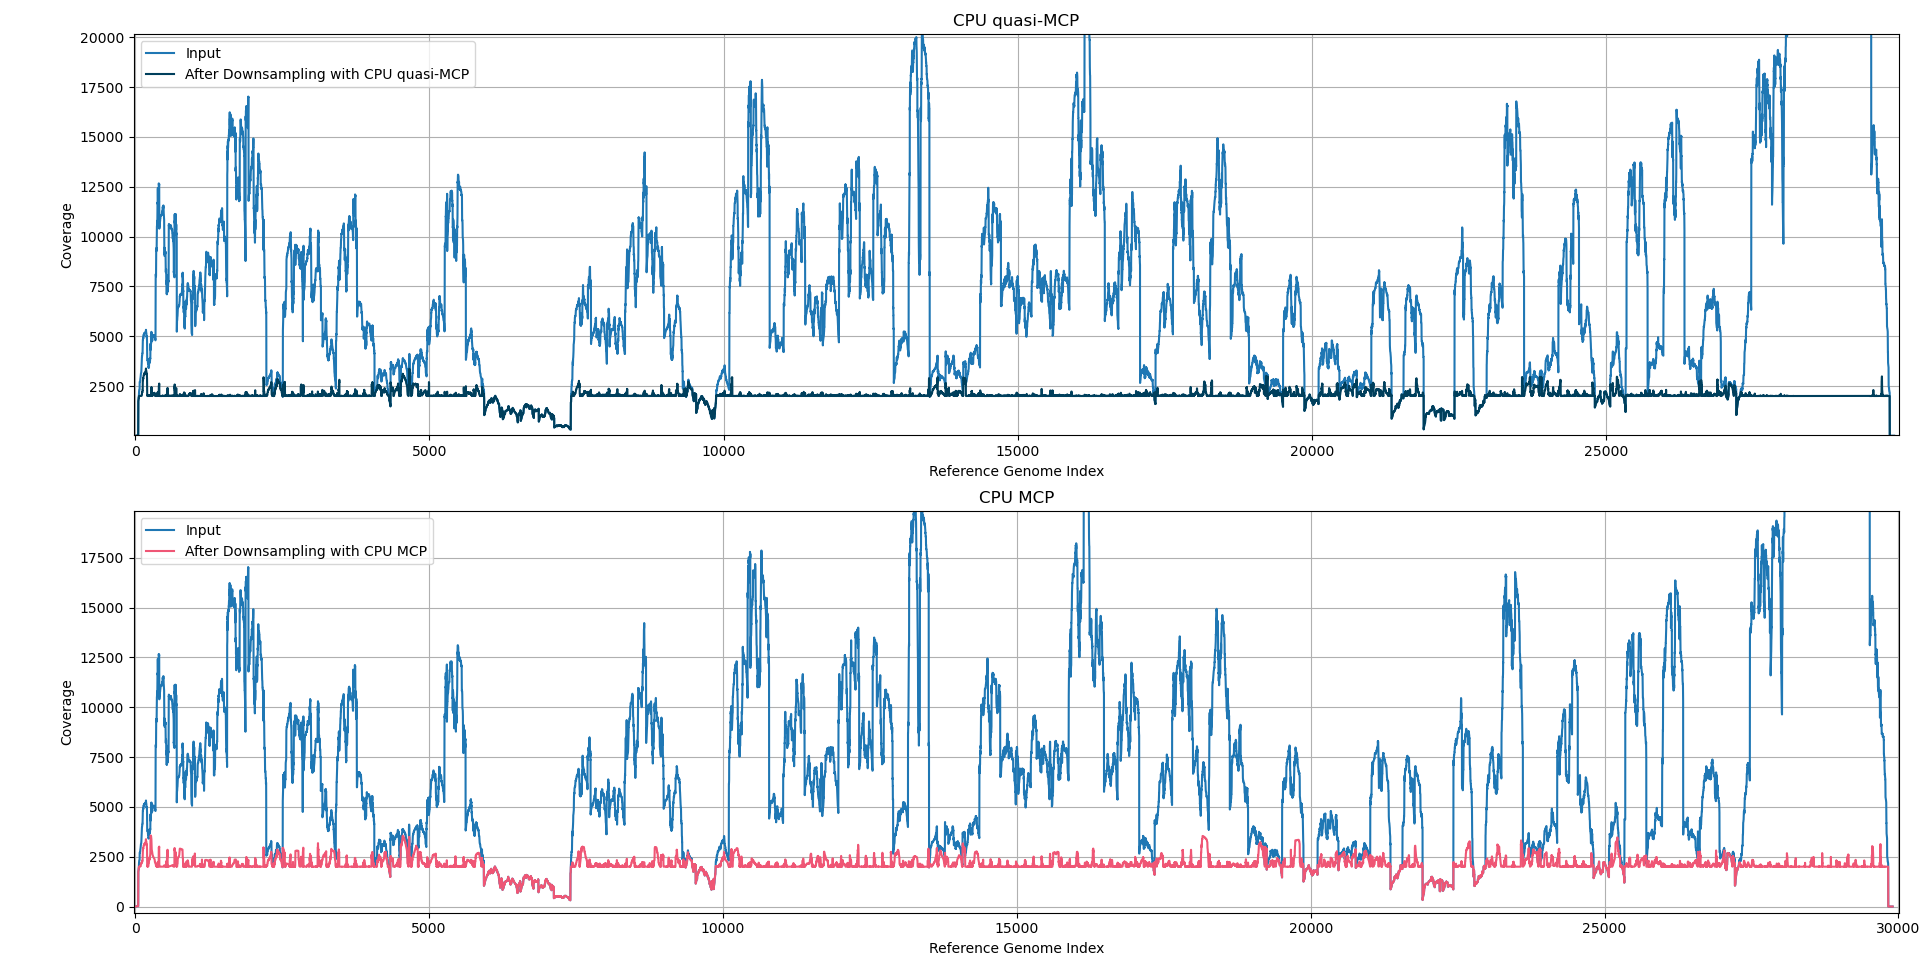 CPU quasi-MCP
20000
17500
15000
12500
10000
7500
5000
2500
Coverage
Input
After Downsampling with CPU quasi-MCP
0 5000 10000 15000 20000 25000
Reference Genome Index
CPU MCP
17500
15000
12500
10000
7500
5000
2500
0
Coverage
Input
After Downsampling with CPU MCP
0 5000 10000 15000 20000 25000 30000
Reference Genome Index